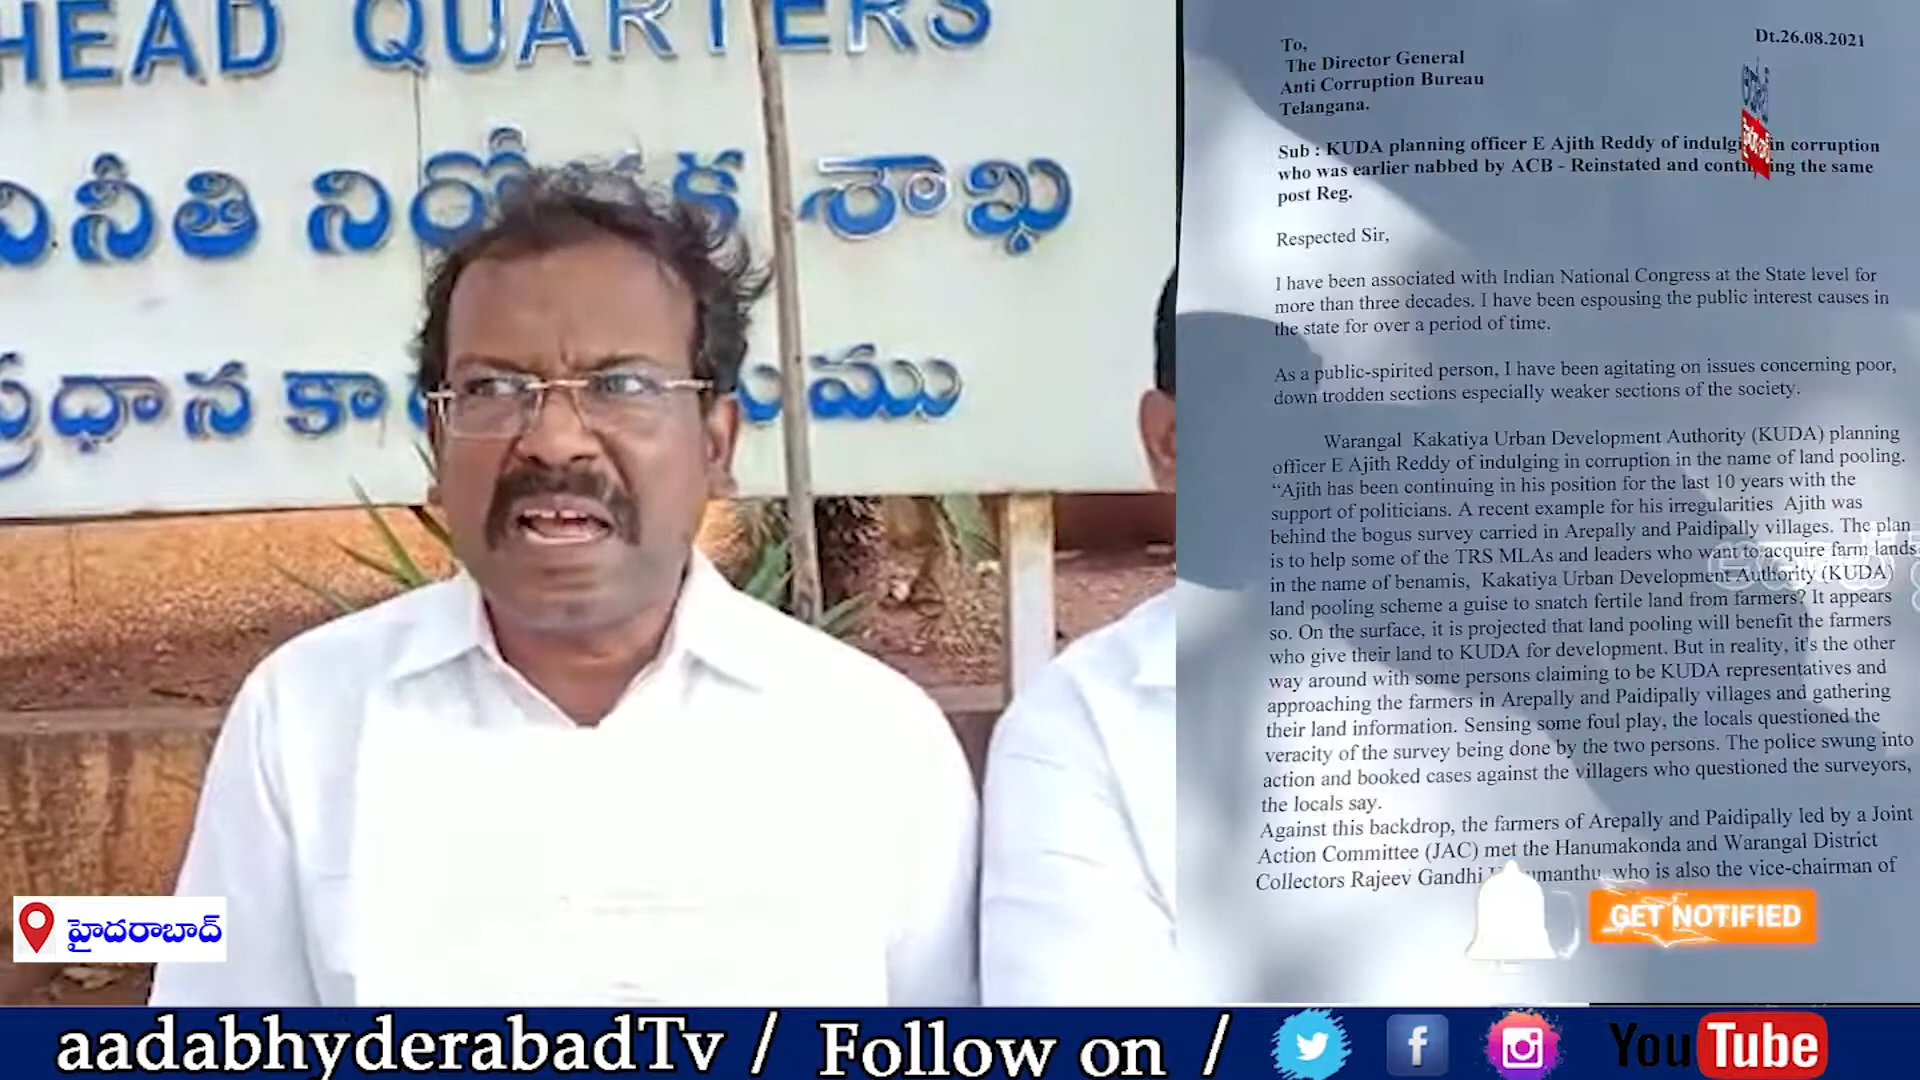 HEAD QUARTERS
వినీతి నిరోధక శాఖ
ప్రధాన కా యము
హైదరాబాద్
Dt.26.08.2021
To,
The Director General
Anti Corruption Bureau
Telangana.
Sub : KUDA planning officer E Ajith Reddy of in corruption
who was earlier nabbed by ACB - Reinstated and the same
post Reg.
Respected Sir,
I have been associated with Indian National Congress at the State level for
more than three decades. I have been espousing the public interest causes in
the state for over a period of time.
As a public-spirited person, I have been agitating on issues concerning poor,
down trodden sections especially weaker sections of the society.
Warangal Kakatiya Urban Development Authority (KUDA) planning
officer E Ajith Reddy of indulging in corruption in the name of land pooling.
“Ajith has been continuing in his position for the last 10 years with the
support of politicians. A recent example for his irregularities Ajith was
behind the bogus survey carried in Arepally and Paidipally villages. The plan
is to help some of the TRS MLAs and leaders who want to acquire farm lands
in the name of benamis, Kakatiya Urban Development Authority (KUDA)
land pooling scheme a guise to snatch fertile land from farmers? It appears
so. On the surface, it is projected that land pooling will benefit the farmers
who give their land to KUDA for development. But in reality, it's the other
way around with some persons claiming to be KUDA representatives and
approaching the farmers in Arepally and Paidipally villages and gathering
their land information. Sensing some foul play, the locals questioned the
veracity of the survey being done by the two persons. The police swung into
action and booked cases against the villagers who questioned the surveyors,
the locals say.
Against this backdrop, the farmers of Arepally and Paidipally led by a Joint
Action Committee (JAC) met the Hanumakonda and Warangal District
Collectors Rajeev Gandhi who is also the vice-chairman of
GET NOTIFIED
aadabhyderabadTv / Follow on / YouTube